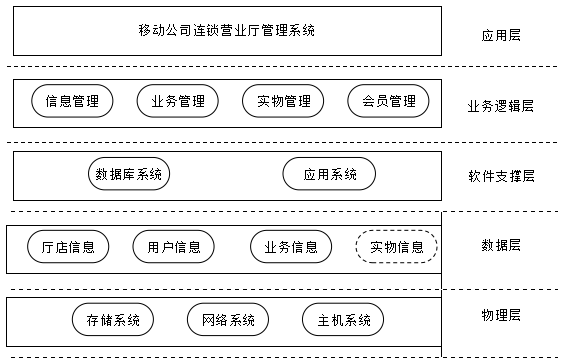 移动公司连锁营业厅管理系统
应用层
信息管理 业务管理 实物管理 会员管理
业务逻辑层
数据库系统 应用系统
软件支撑层
厅店信息 用户信息 业务信息 实物信息
数据层
存储系统 网络系统 主机系统
物理层